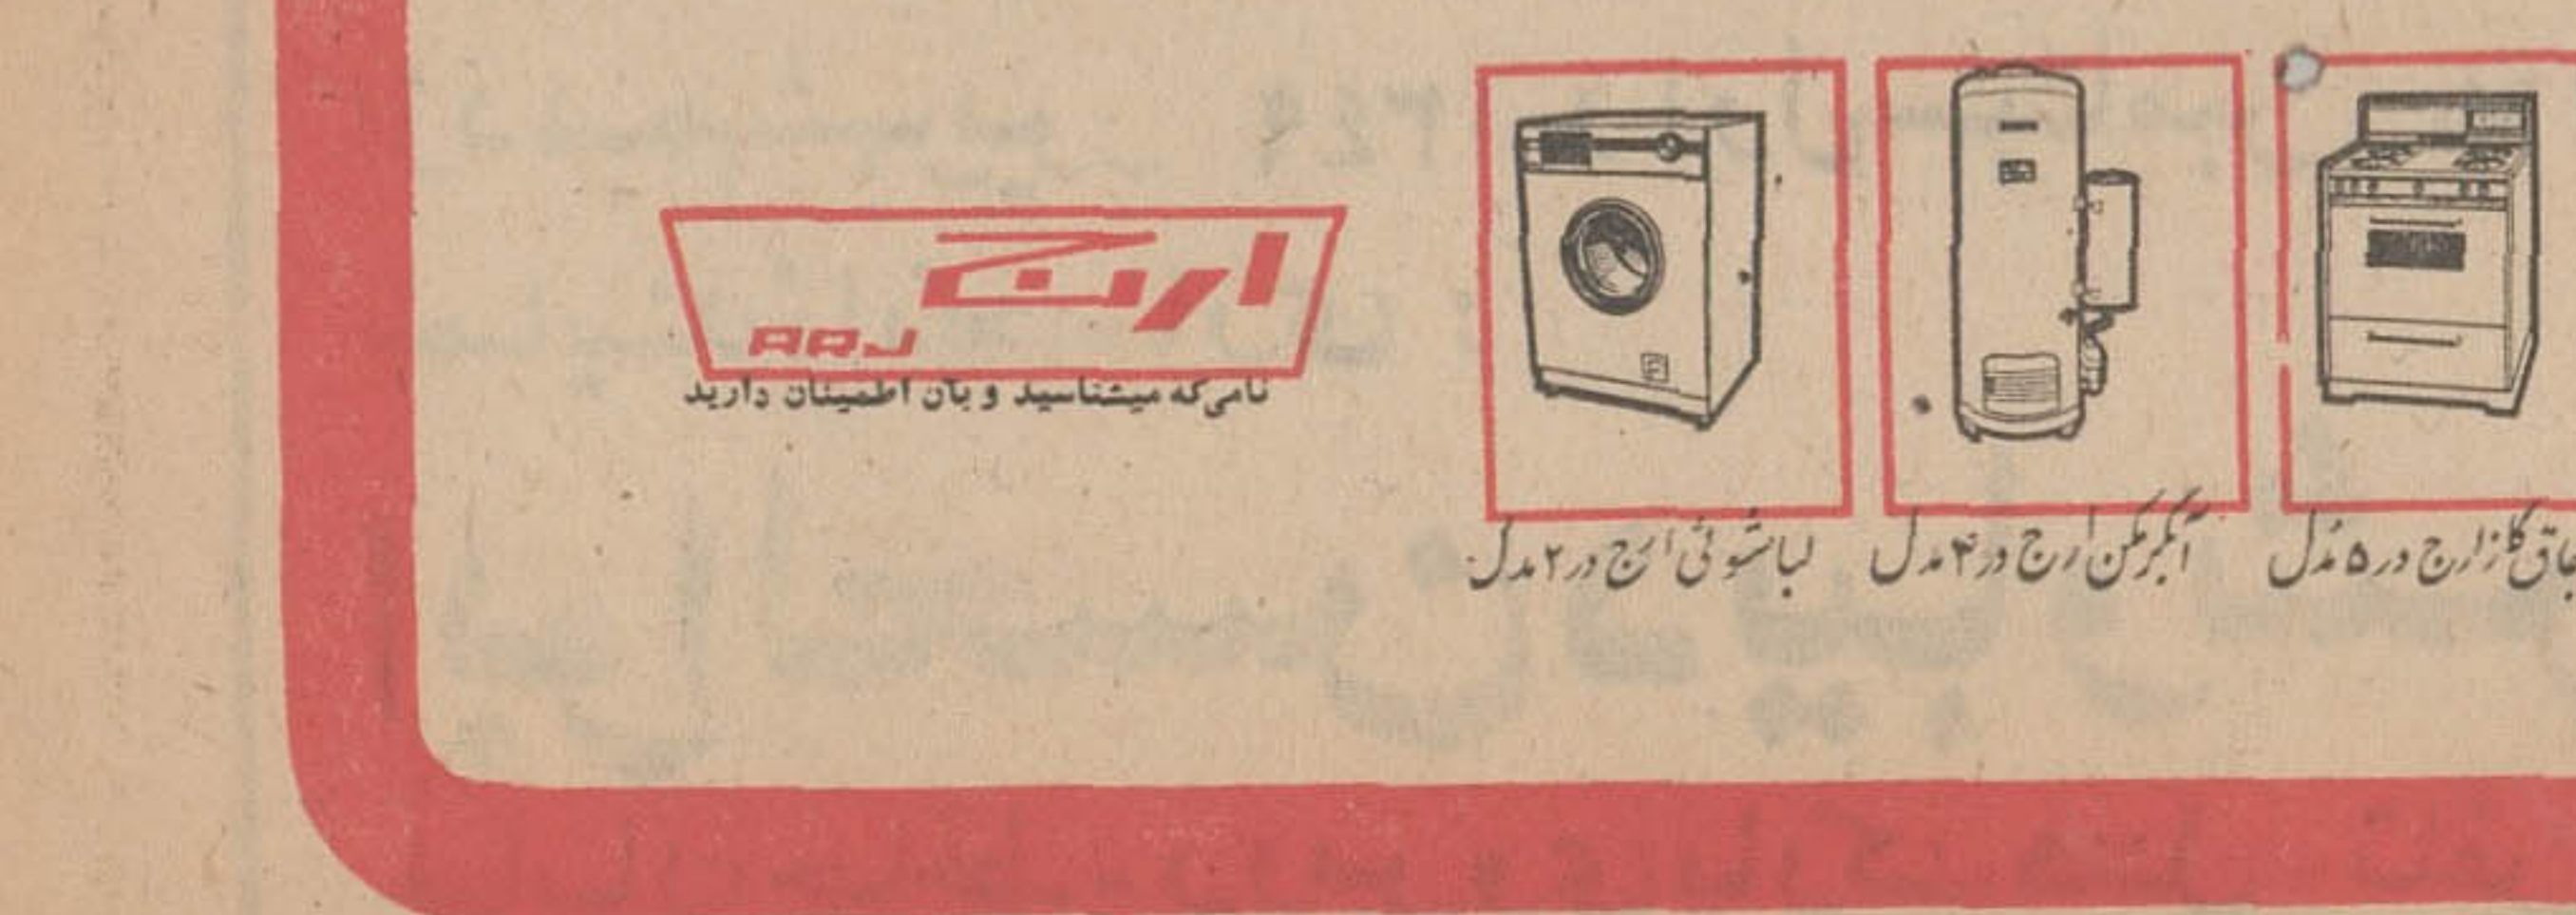 ارج
ARJ
نامی‌که میشناسید و بآن اطمینان دارید
گاز ارج در ۵ مدل
آبگرمکن ارج در ۴ مدل
لباسشوئی ارج در ۲ مدل